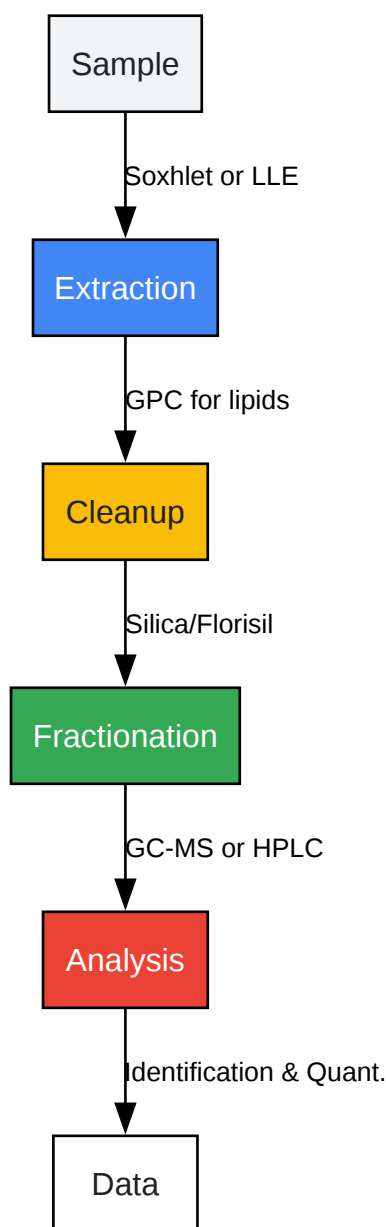 Sample
Soxhlet or LLE
Extraction
GPC for lipids
Cleanup
Silica/Florisil
Fractionation
GC-MS or HPLC
Analysis
Identification & Quant.
Data